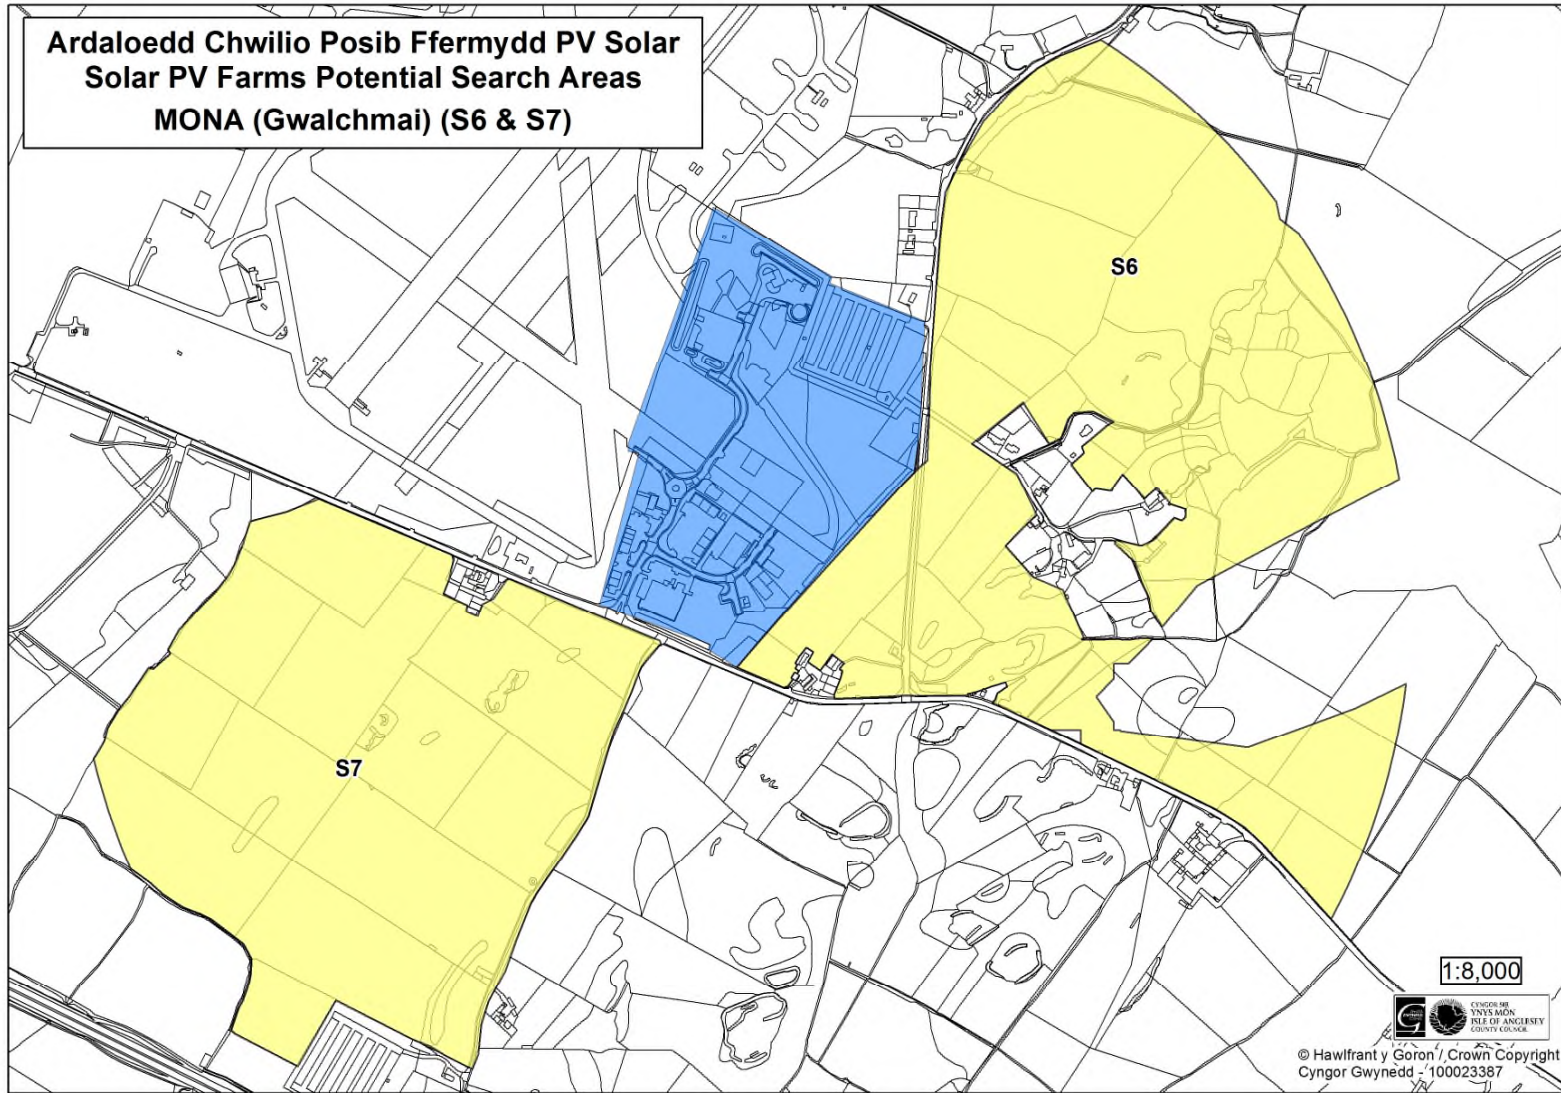 Ardaloedd Chwilio Posib Ffermydd PV Solar
Solar PV Farms Potential Search Areas
MONA (Gwalchmai) (S6 & S7)
S6
S7
1:8,000
CYNGOR SIR
YNYS MÔN
ISLE OF ANGLESEY
COUNTY COUNCIL
© Hawlfraint y Goron / Crown Copyright
Cyngor Gwynedd - 100023387